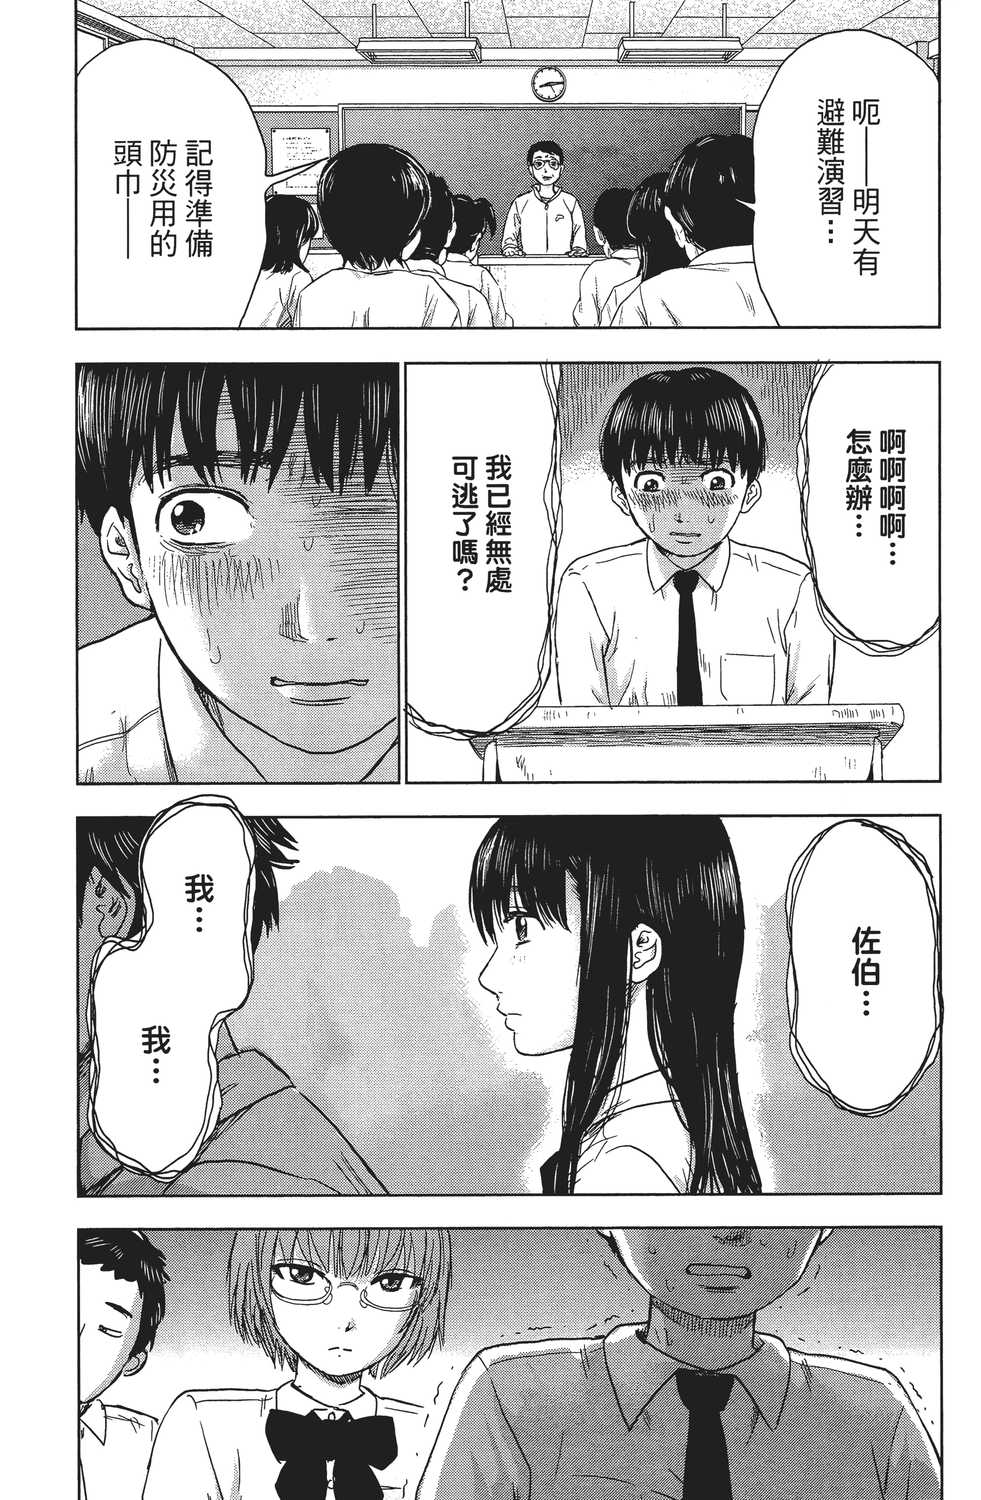 呃——明天有
避難演習…
記得準備
防災用的
頭巾——
啊啊啊啊…
怎麼辦…
我已經無處
可逃了嗎？
佐伯…
我…
我…